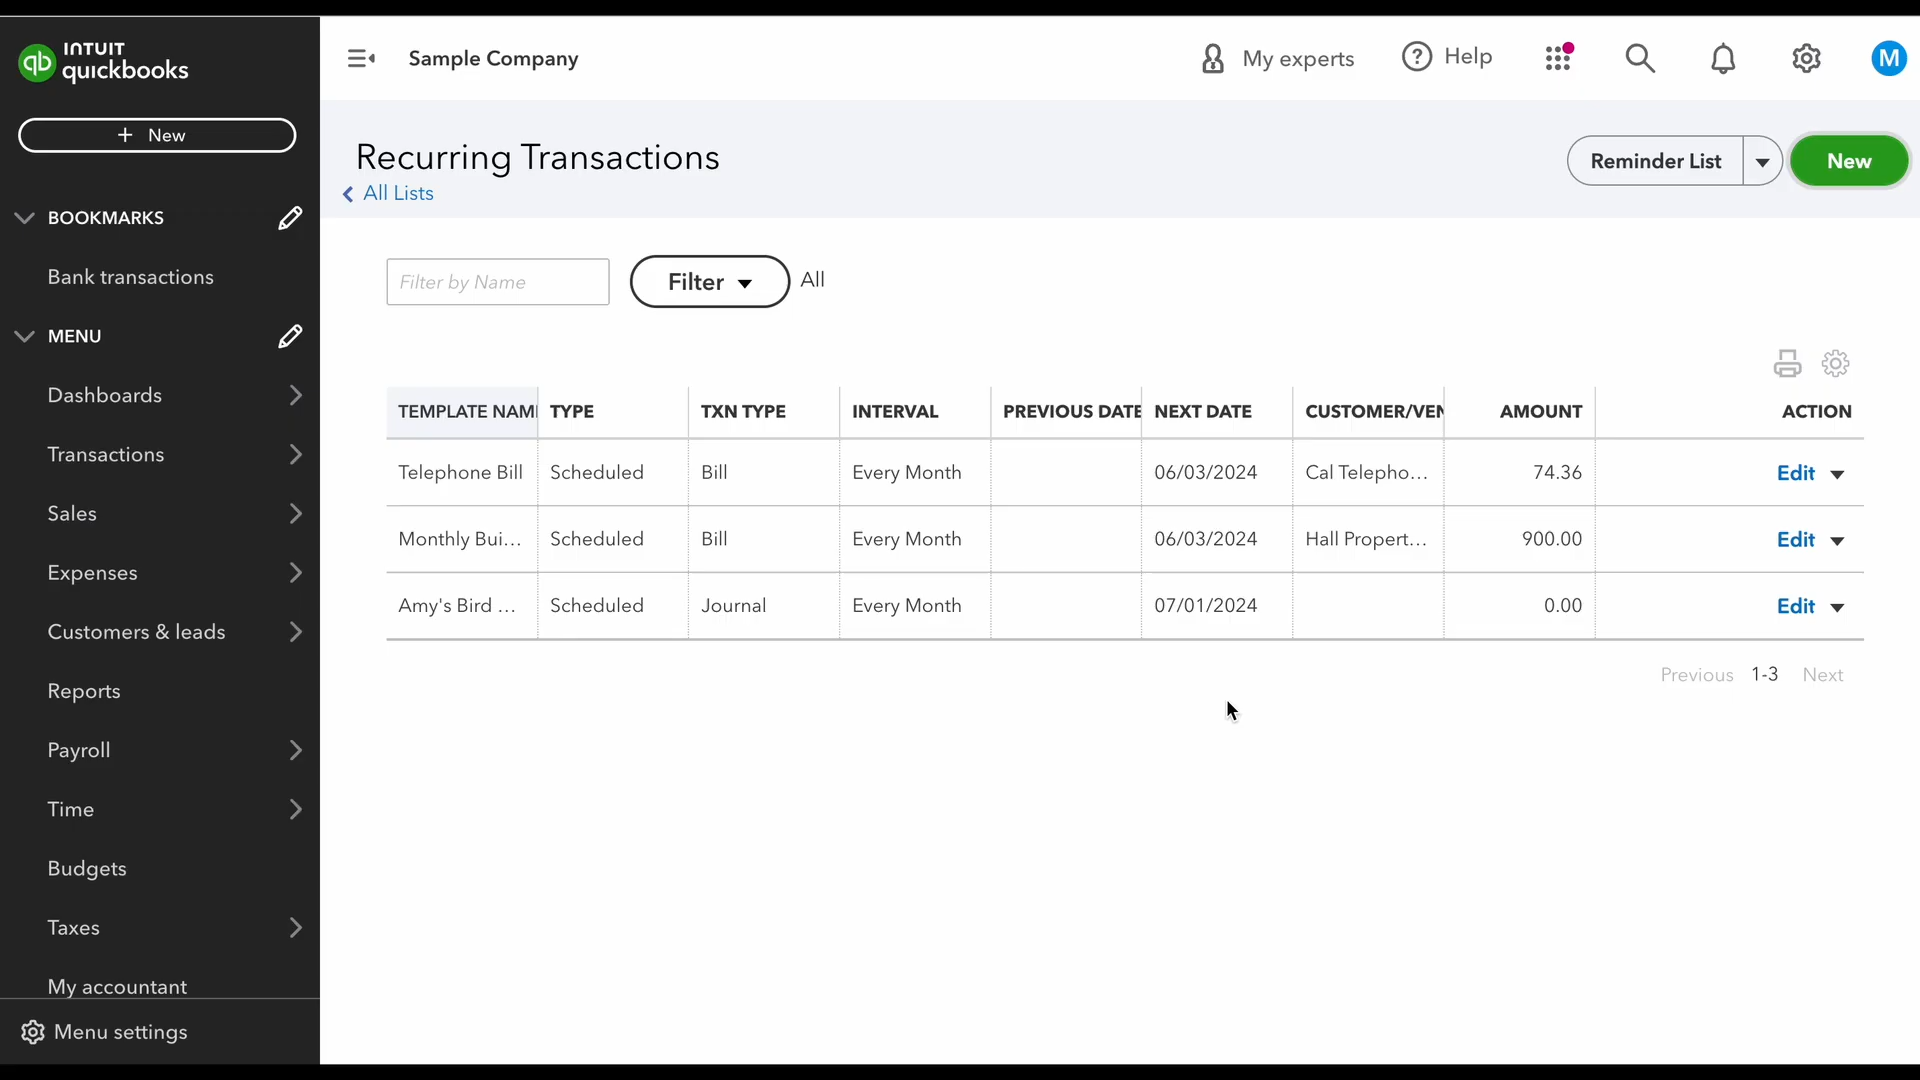 INTUIT
quickbooks
+ New
BOOKMARKS
Bank transactions
MENU
Dashboards
Transactions
Sales
Expenses
Customers & leads
Reports
Payroll
Time
Budgets
Taxes
My accountant
Menu settings
Sample Company
My experts
Help
M
Recurring Transactions
All Lists
Reminder List
New
Filter by Name
Filter
All
TEMPLATE NAM TYPE TXN TYPE INTERVAL PREVIOUS DATE NEXT DATE CUSTOMER/VEN AMOUNT ACTION
Telephone Bill Scheduled Bill Every Month 06/03/2024 Cal Telepho... 74.36 Edit
Monthly Bui... Scheduled Bill Every Month 06/03/2024 Hall Propert... 900.00 Edit
Amy's Bird ... Scheduled Journal Every Month 07/01/2024 0.00 Edit
Previous 1-3 Next